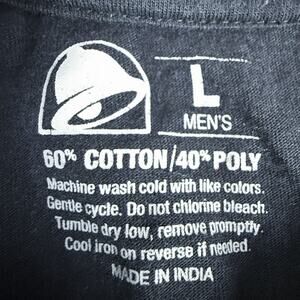 L
MEN'S
60% COTTON/40% POLY
Machine wash cold with like colors.
Gentle cycle. Do not chlorine bleach.
Tumble dry low, remove promptly.
Cool iron on reverse if needed.
MADE IN INDIA